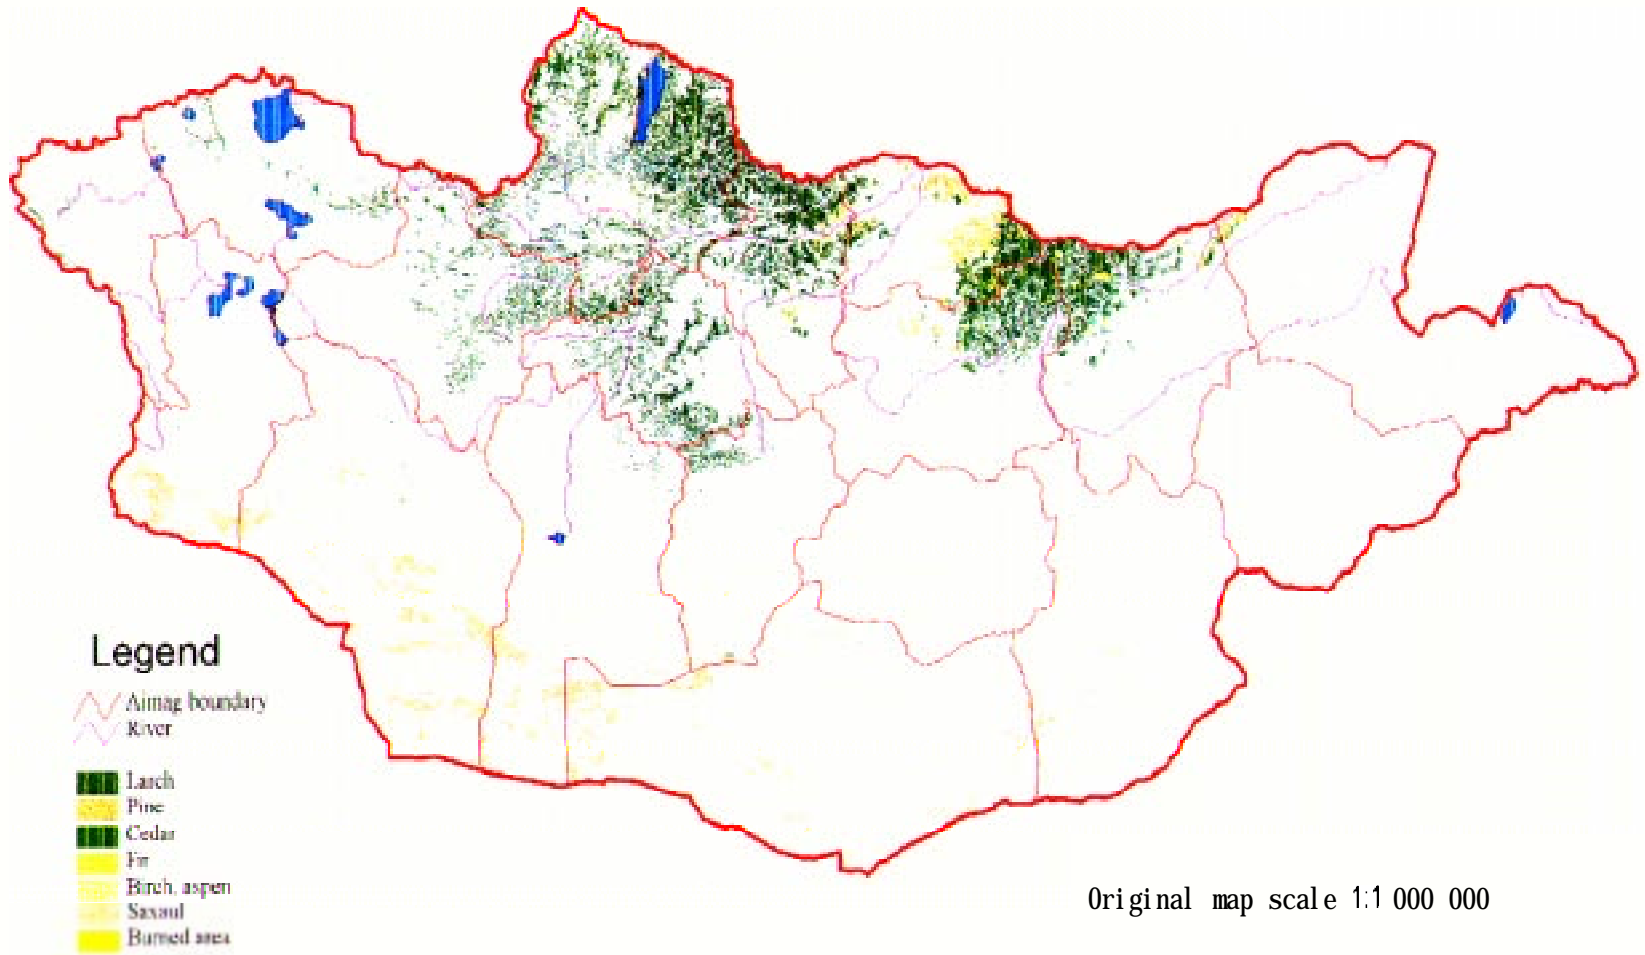 Legend
Aimag boundary
River
Larch
Pine
Cedar
Fir
Birch, aspen
Saxaul
Burned area
Original map scale 1:1 000 000